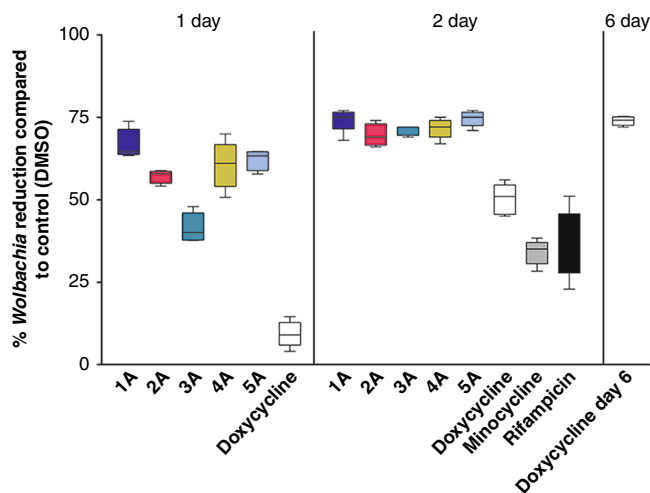 1 day 2 day 6 day
100
75
50
25
0
% Wolbachia reduction compared
to control (DMSO)
1A 2A 3A 4A 5A Doxycycline 1A 2A 3A 4A 5A Doxycycline Minocycline Rifampicin Doxycycline day 6